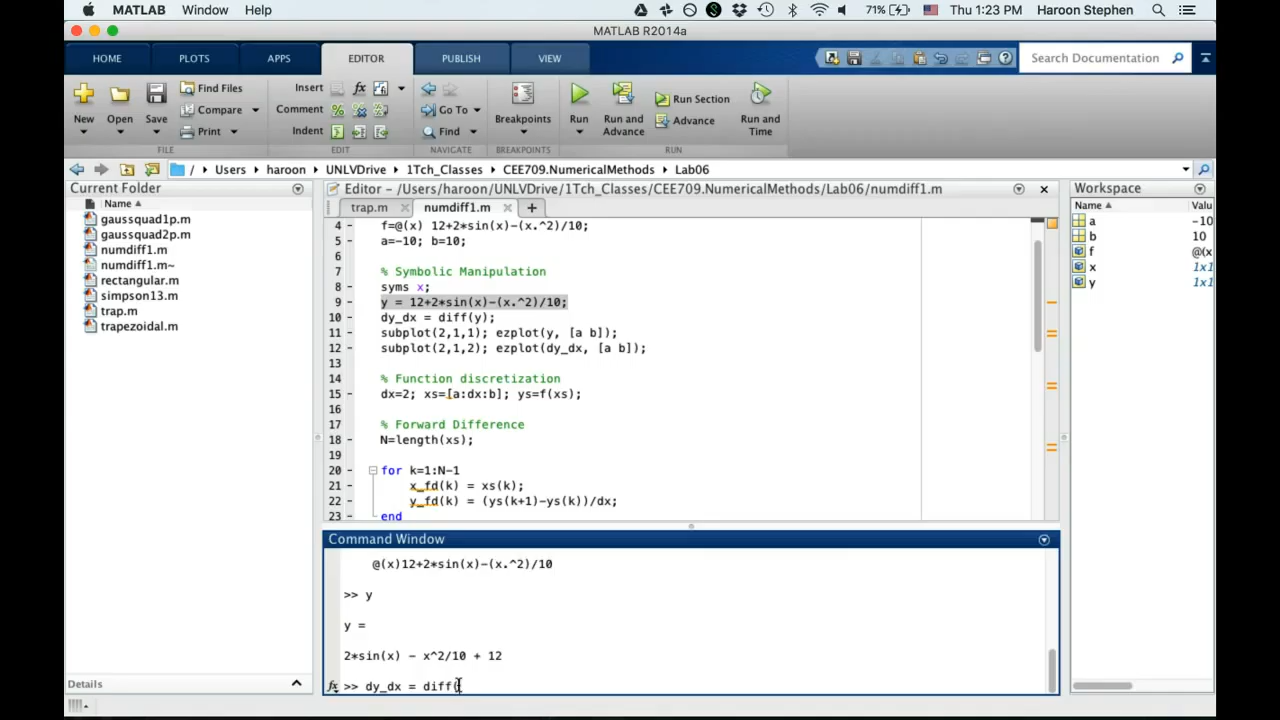 MATLAB Window Help 71% Thu 1:23 PM Haroon Stephen
MATLAB R2014a
HOME PLOTS APPS EDITOR PUBLISH VIEW Search Documentation
New Open Save Find Files Compare Print Insert Comment Indent Go To Find Breakpoints Run Run and Advance Run Section Advance Run and Time
FILE EDIT NAVIGATE BREAKPOINTS RUN
/ Users haroon UNLVDrive 1Tch_Classes CEE709.NumericalMethods Lab06
Current Folder
Name
gaussquad1p.m
gaussquad2p.m
numdiff1.m
numdiff1.m~
rectangular.m
simpson13.m
trap.m
trapezoidal.m
Details
Editor - /Users/haroon/UNLVDrive/1Tch_Classes/CEE709.NumericalMethods/Lab06/numdiff1.m
trap.m numdiff1.m
4 - f=@(x) 12+2*sin(x)-(x.^2)/10;
5 - a=-10; b=10;
6
7 % Symbolic Manipulation
8 - syms x;
9 - y = 12+2*sin(x)-(x.^2)/10;
10 - dy_dx = diff(y);
11 - subplot(2,1,1); ezplot(y, [a b]);
12 - subplot(2,1,2); ezplot(dy_dx, [a b]);
13
14 % Function discretization
15 - dx=2; xs=[a:dx:b]; ys=f(xs);
16
17 % Forward Difference
18 - N=length(xs);
19
20 - for k=1:N-1
21 - x_fd(k) = xs(k);
22 - y_fd(k) = (ys(k+1)-ys(k))/dx;
23 - end
Command Window
@(x)12+2*sin(x)-(x.^2)/10
>> y
y =
2*sin(x) - x^2/10 + 12
fx >> dy_dx = diff(
Workspace
Name Valu
a -10
b 10
f @(x
x 1x1
y 1x1